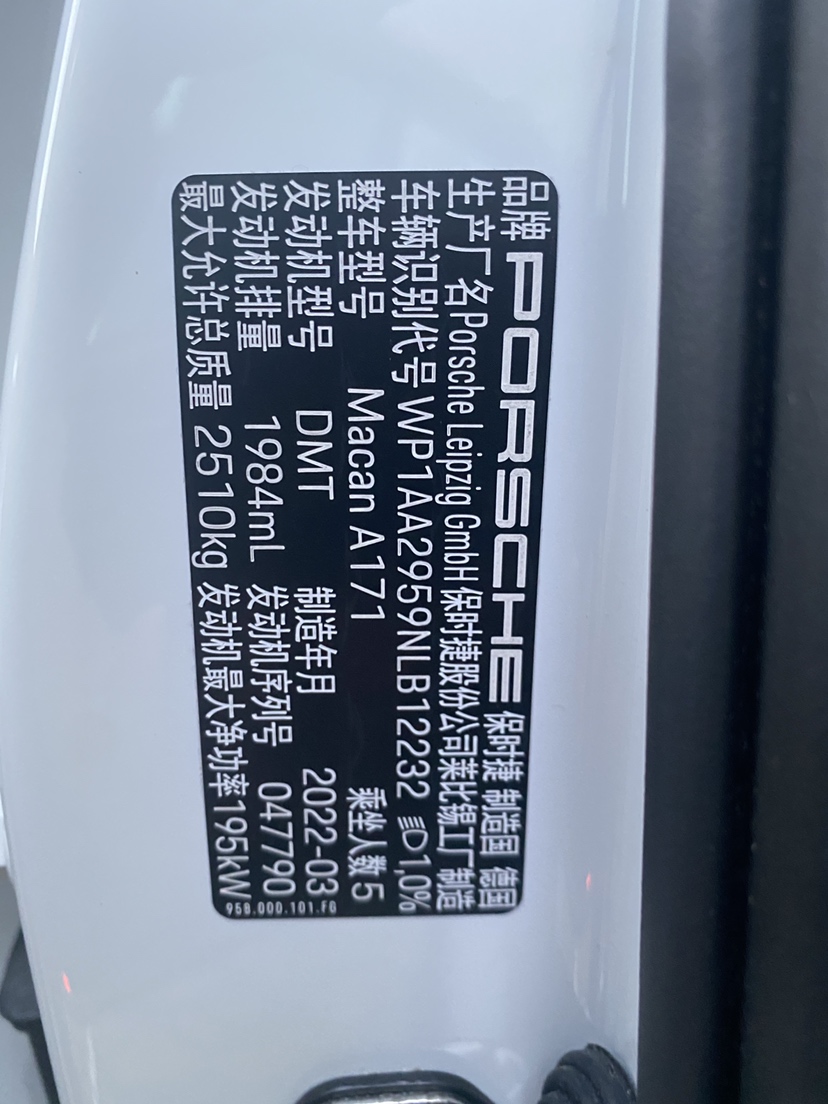 品牌 PORSCHE 保时捷 制造国 德国
生产厂名Porsche Leipzig GmbH 保时捷股份公司莱比锡工厂制造
车辆识别代号 WP1AA2959NLB12232 1,0%
整车型号 Macan A171 乘坐人数 5
发动机型号 DMT 制造年月 2022-03
发动机排量 1984mL 发动机序列号 047790
最大允许总质量 2510kg 发动机最大净功率195kW
958.000.101.FG